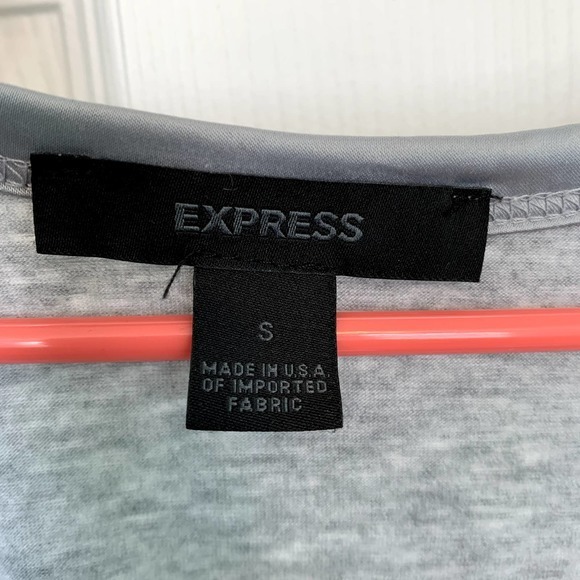 EXPRESS
S
MADE IN U.S.A.
OF IMPORTED
FABRIC